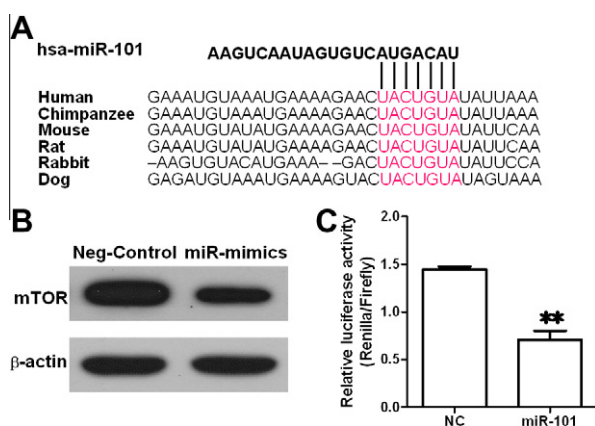 A
hsa-miR-101 AAGUCAAUAGUGUCAUGACAU
Human GAAAUGUAAAUGAAAAGAACUACUGUAUAUUAAA
Chimpanzee GAAAUGUAAAUGAAAAGAACUACUGUAUAUUAAA
Mouse GAAAUGUAUAUGAAAAGAACUACUGUAUAUUCAA
Rat GAAAUGUAUAUGAAAAGAACUACUGUAUAUUCAA
Rabbit –AAGUGUACAUGAAA– –GACUACUGUAUAUUCCA
Dog GAGAUGUAAAUGAAAAGUACUACUGUAUAGUAAA
B
Neg-Control miR-mimics
mTOR
β-actin
C
Relative luciferase activity
(Renilla/Firefly)
2.0
1.5
1.0
0.5
0.0
**
NC miR-101